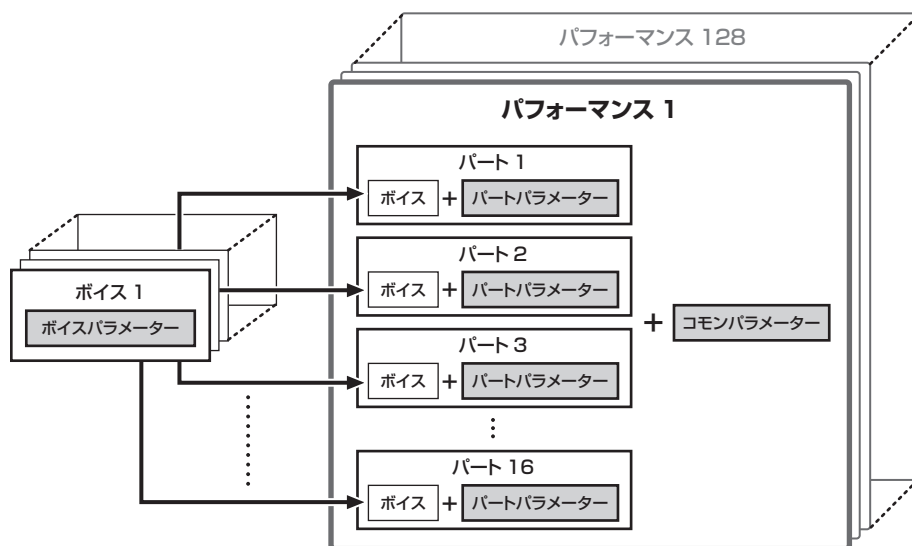 パフォーマンス 128
パフォーマンス 1
パート 1
ボイス + パートパラメーター
パート 2
ボイス + パートパラメーター
ボイス 1
ボイスパラメーター
+ コモンパラメーター
パート 3
ボイス + パートパラメーター
パート 16
ボイス + パートパラメーター